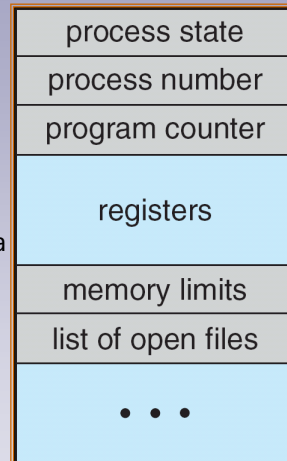 process state
process number
program counter
registers
a
memory limits
list of open files
• • •